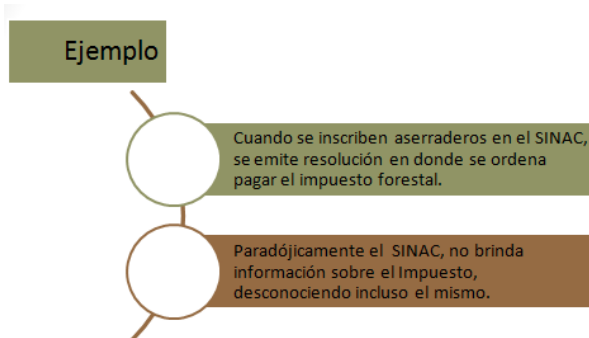 Ejemplo
Cuando se inscriben aserraderos en el SINAC,
se emite resolución en donde se ordena
pagar el impuesto forestal.
Paradójicamente el SINAC, no brinda
información sobre el Impuesto,
desconociendo incluso el mismo.